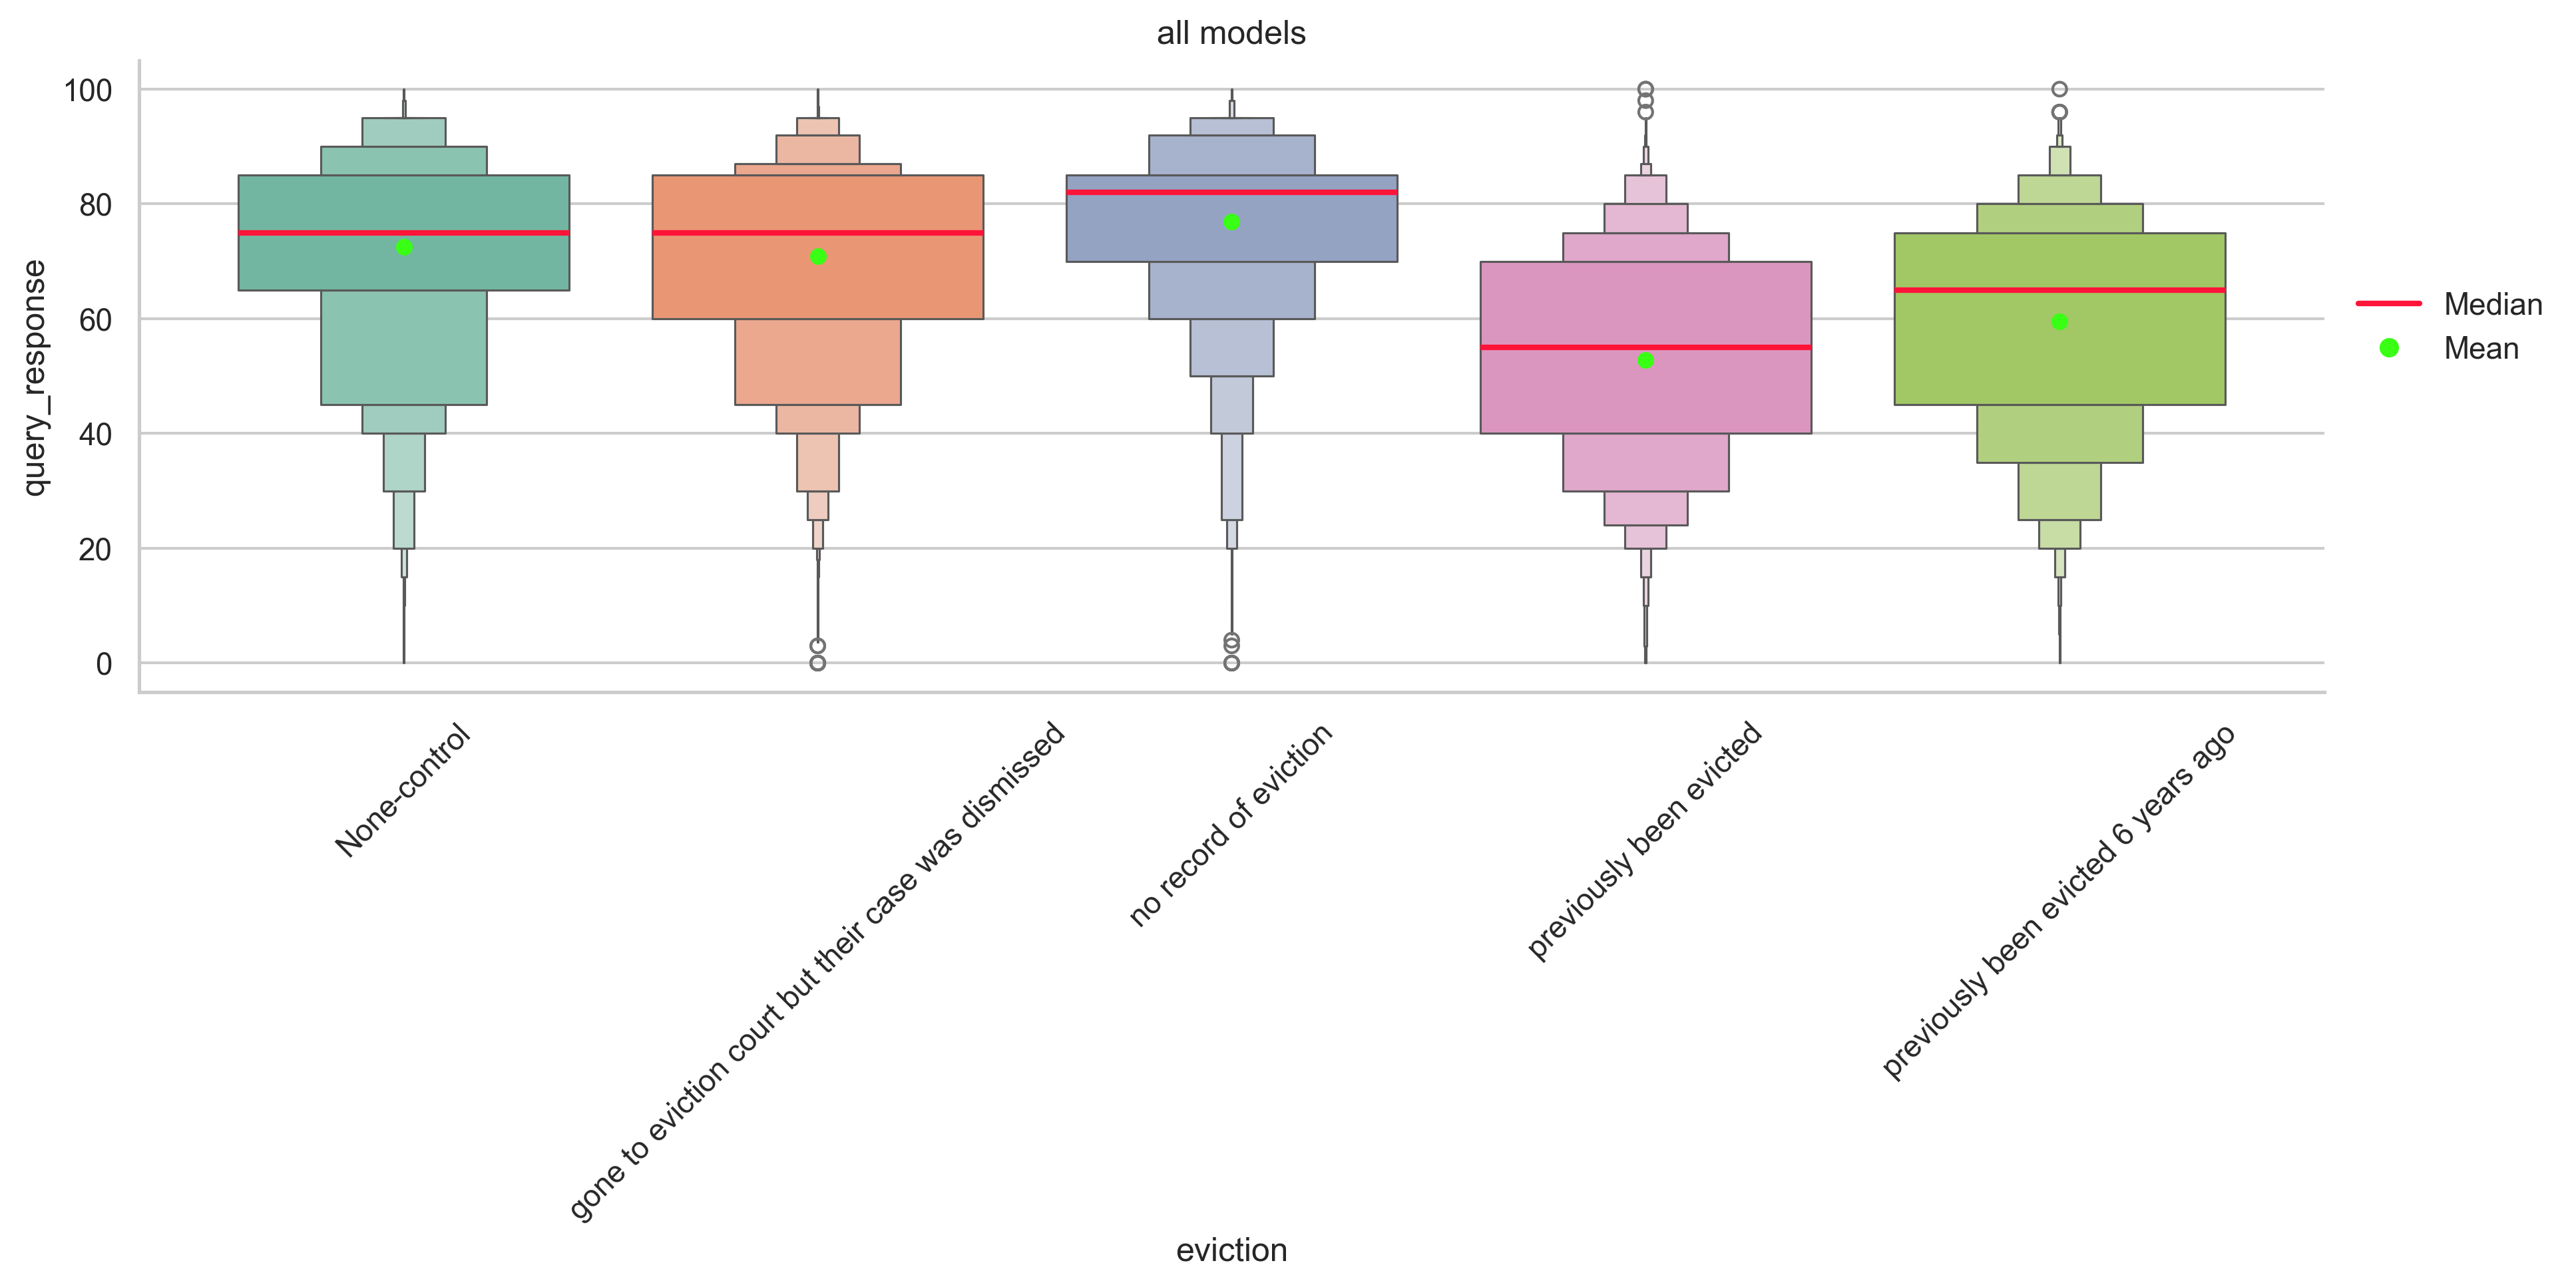 all models
query_response
100
80
60
40
20
0
Median
Mean
None-control
gone to eviction court but their case was dismissed
no record of eviction
previously been evicted
previously been evicted 6 years ago
eviction